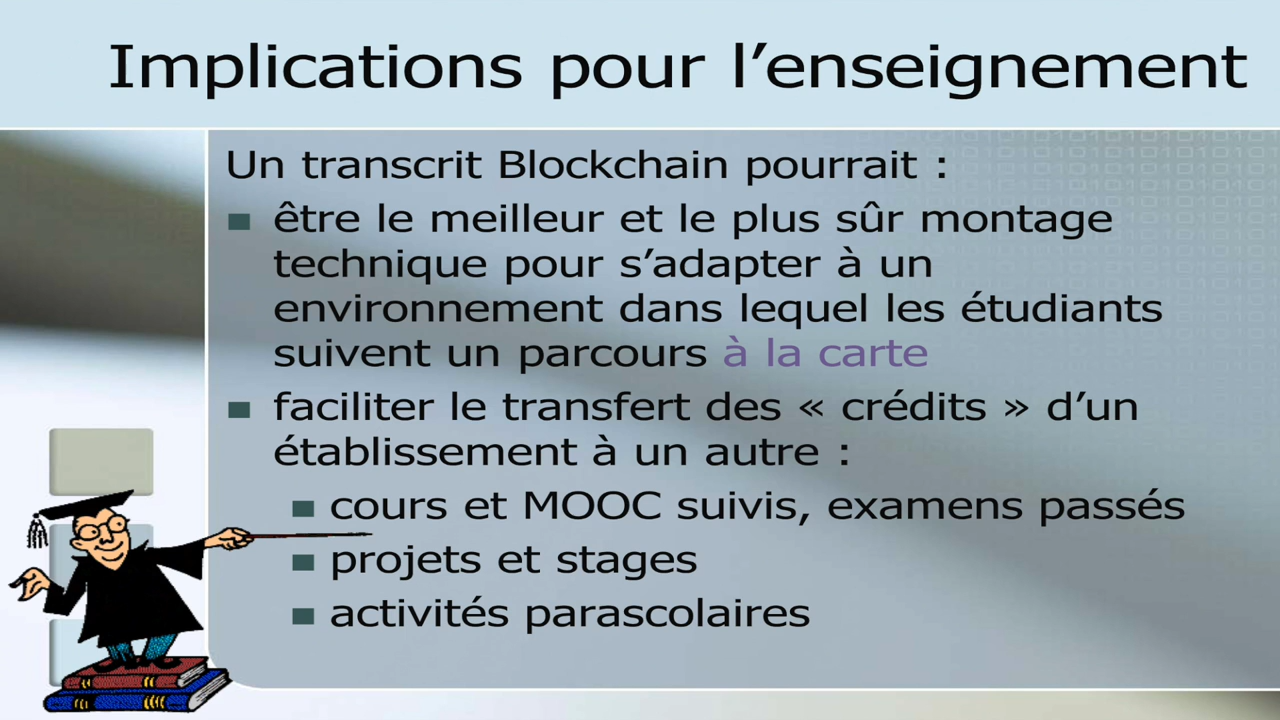 Implications pour l’enseignement
Un transcrit Blockchain pourrait :
être le meilleur et le plus sûr montage
technique pour s’adapter à un
environnement dans lequel les étudiants
suivent un parcours à la carte
faciliter le transfert des « crédits » d’un
établissement à un autre :
cours et MOOC suivis, examens passés
projets et stages
activités parascolaires